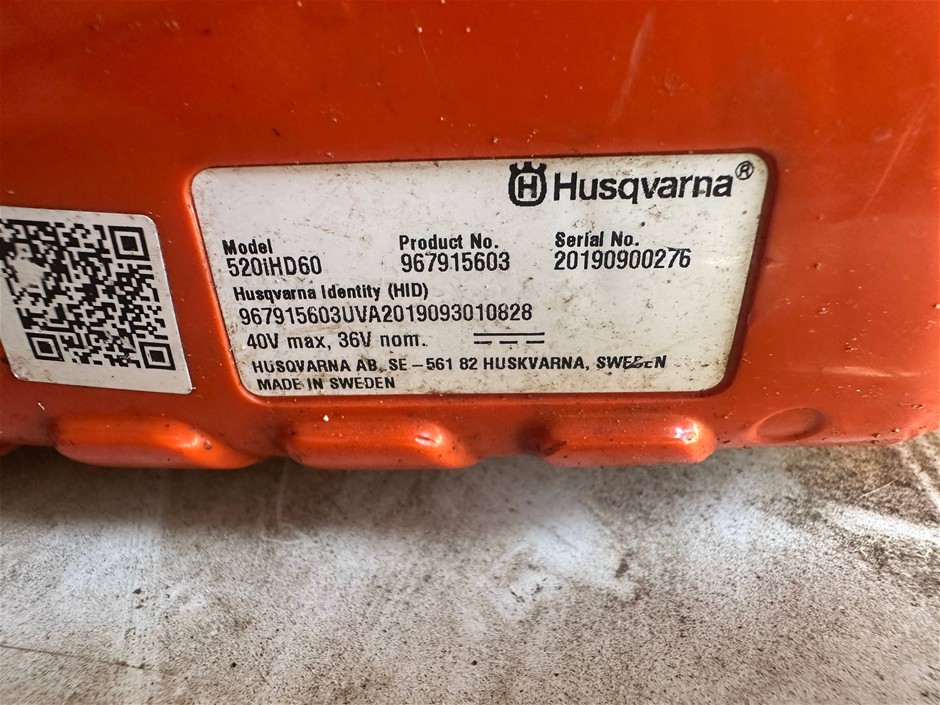 H Husqvarna®
Model Product No. Serial No.
520iHD60 967915603 20190900276
Husqvarna Identity (HID)
967915603UVA2019093010828
40V max, 36V nom.
HUSQVARNA AB, SE-561 82 HUSKVARNA, SWEDEN
MADE IN SWEDEN